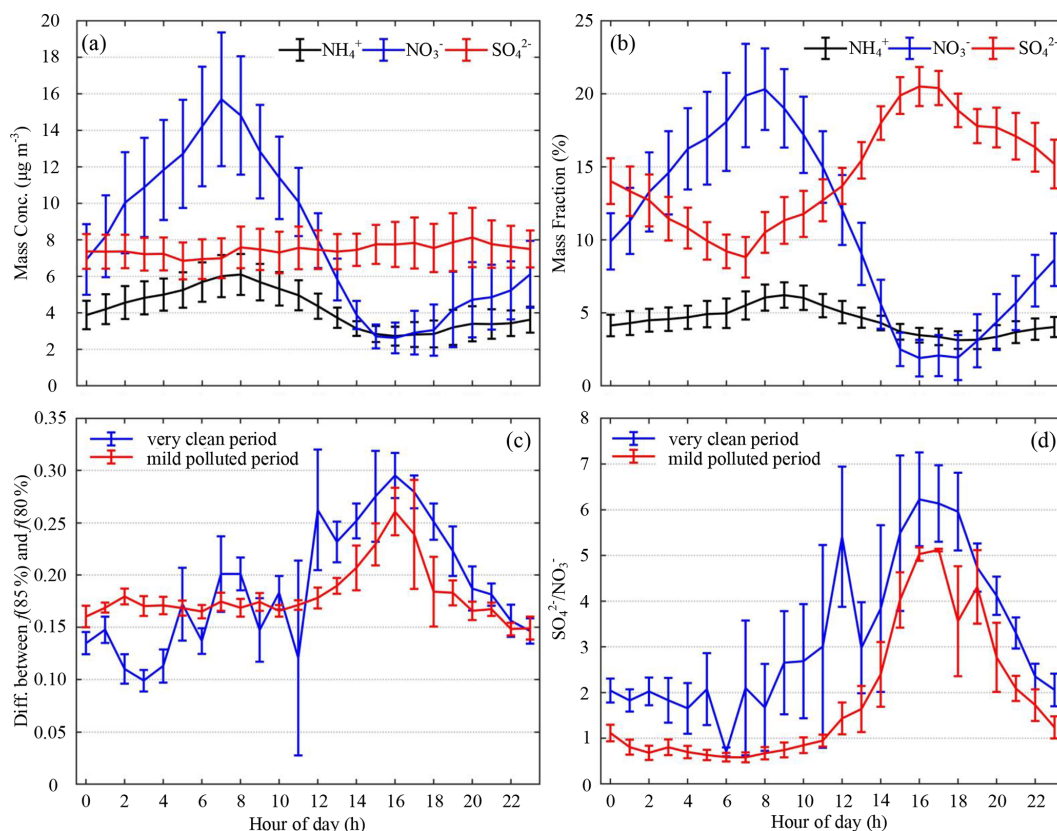 (a)
NH₄⁺ NO₃⁻ SO₄²⁻
Mass Conc. (μg m⁻³)
20
18
16
14
12
10
8
6
4
2
0
(b)
NH₄⁺ NO₃⁻ SO₄²⁻
Mass Fraction (%)
25
20
15
10
5
0
very clean period
mild polluted period
(c)
Diff. between f(85%) and f(80%)
0.35
0.30
0.25
0.20
0.15
0.10
0.05
0
0 2 4 6 8 10 12 14 16 18 20 22
Hour of day (h)
very clean period
mild polluted period
(d)
SO₄²⁻/NO₃⁻
8
7
6
5
4
3
2
1
0
0 2 4 6 8 10 12 14 16 18 20 22
Hour of day (h)